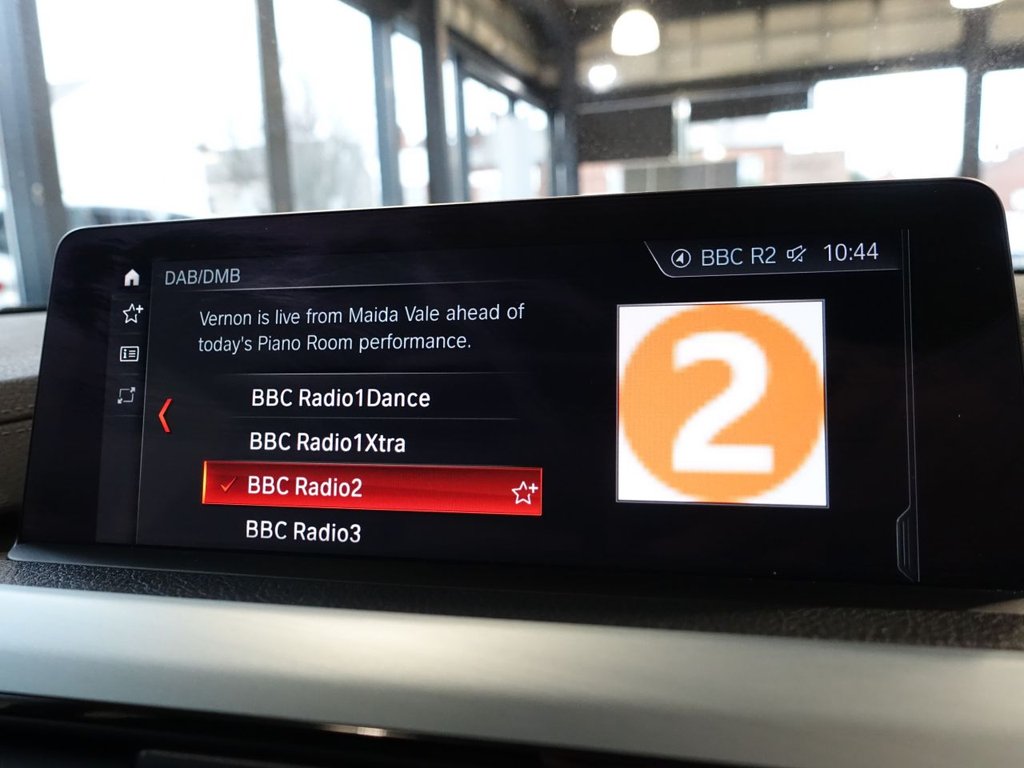 DAB/DMB
BBC R2 10:44
Vernon is live from Maida Vale ahead of
today's Piano Room performance.
BBC Radio1Dance
BBC Radio1Xtra
BBC Radio2
BBC Radio3
2